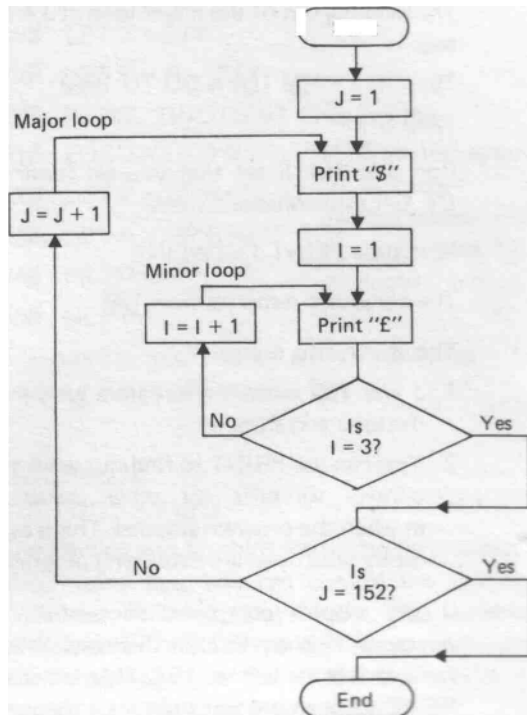 J = 1
Major loop
Print "$"
J = J + 1
I = 1
Minor loop
I = I + 1
Print "£"
No
Is
I = 3?
Yes
No
Is
J = 152?
Yes
End